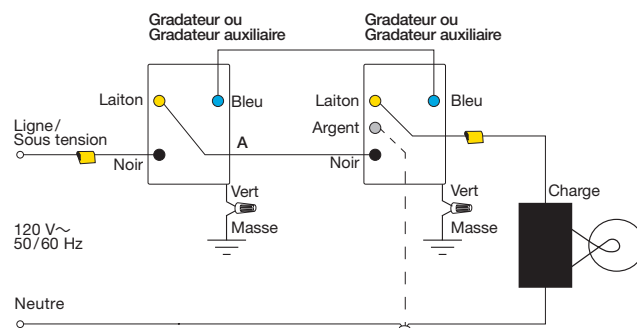 Gradateur ou
Gradateur auxiliaire
Gradateur ou
Gradateur auxiliaire
Laiton
Bleu
Laiton
Bleu
Argent
Ligne/
Sous tension
A
Noir
Noir
Vert
Vert
Charge
Masse
Masse
120 V~
50/60 Hz
Neutre